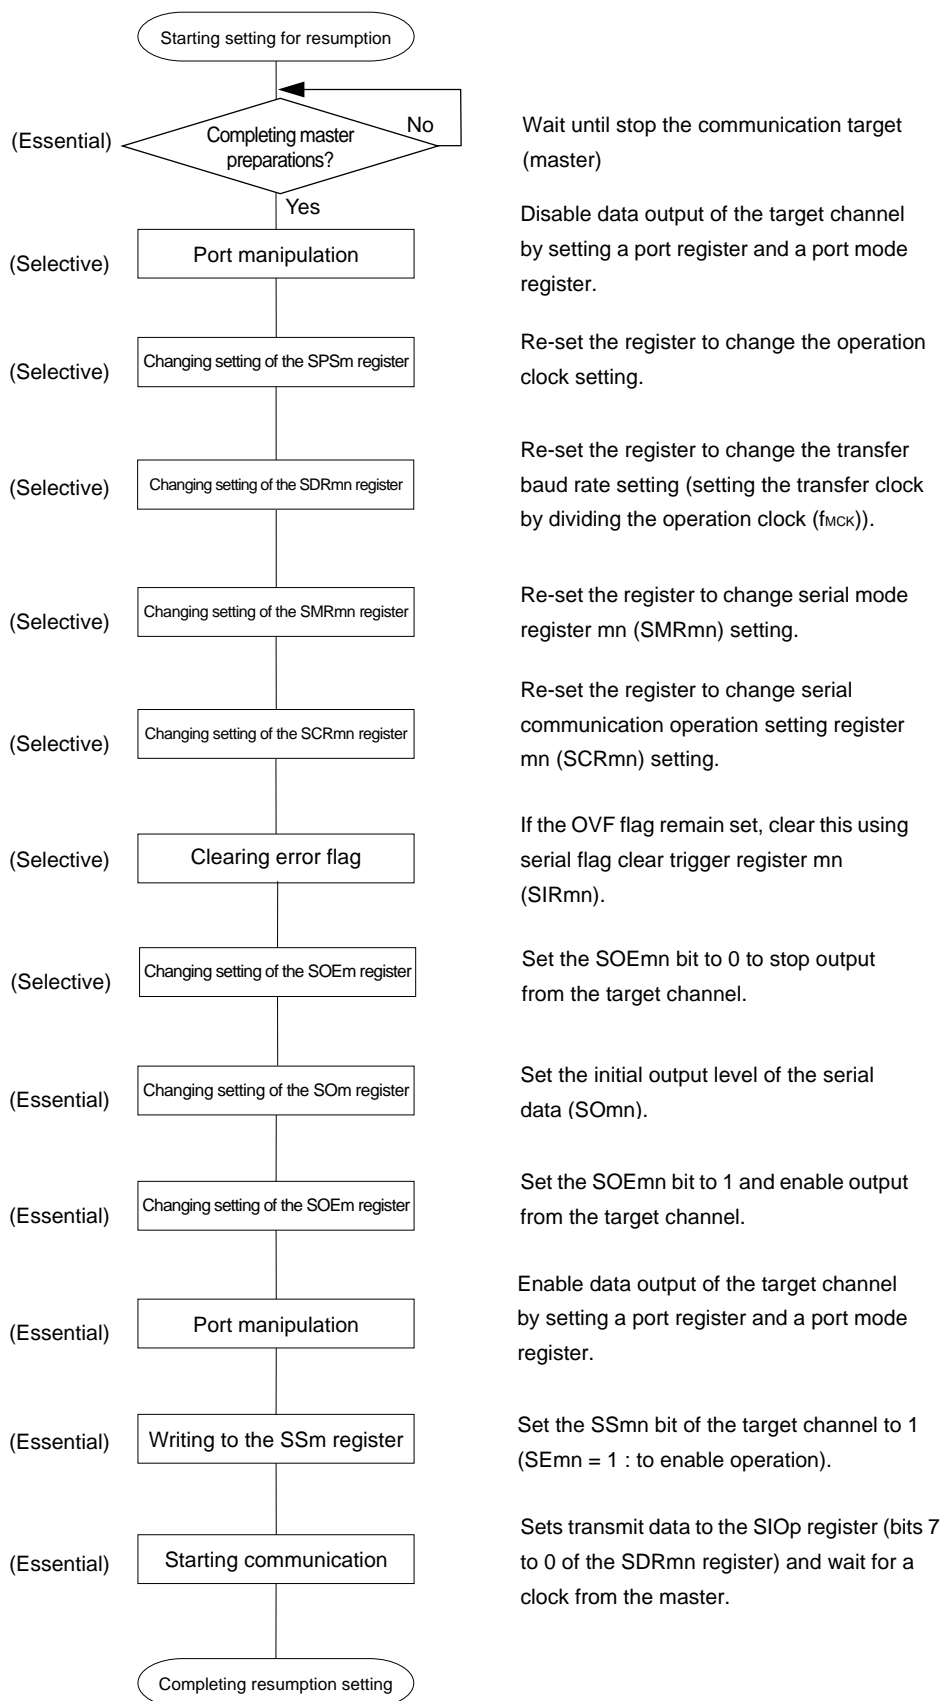 Starting setting for resumption
(Essential)
Completing master
preparations?
No
Wait until stop the communication target
(master)
Yes
(Selective)
Port manipulation
Disable data output of the target channel
by setting a port register and a port mode
register.
(Selective)
Changing setting of the SPSm register
Re-set the register to change the operation
clock setting.
(Selective)
Changing setting of the SDRmn register
Re-set the register to change the transfer
baud rate setting (setting the transfer clock
by dividing the operation clock (fMCK)).
(Selective)
Changing setting of the SMRmn register
Re-set the register to change serial mode
register mn (SMRmn) setting.
(Selective)
Changing setting of the SCRmn register
Re-set the register to change serial
communication operation setting register
mn (SCRmn) setting.
(Selective)
Clearing error flag
If the OVF flag remain set, clear this using
serial flag clear trigger register mn
(SIRmn).
(Selective)
Changing setting of the SOEm register
Set the SOEmn bit to 0 to stop output
from the target channel.
(Essential)
Changing setting of the SOm register
Set the initial output level of the serial
data (SOmn).
(Essential)
Changing setting of the SOEm register
Set the SOEmn bit to 1 and enable output
from the target channel.
(Essential)
Port manipulation
Enable data output of the target channel
by setting a port register and a port mode
register.
(Essential)
Writing to the SSm register
Set the SSmn bit of the target channel to 1
(SEmn = 1 : to enable operation).
(Essential)
Starting communication
Sets transmit data to the SIOp register (bits 7
to 0 of the SDRmn register) and wait for a
clock from the master.
Completing resumption setting